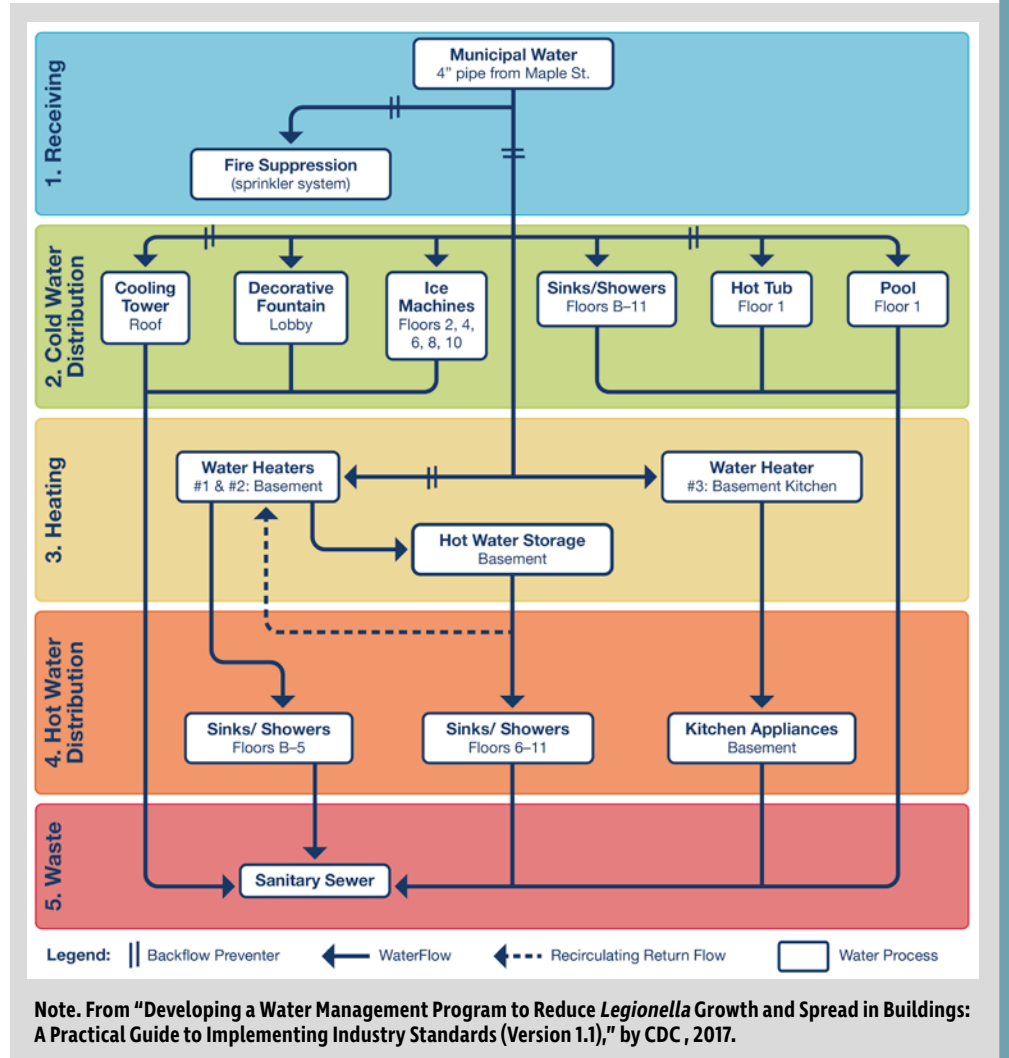 1. Receiving
Municipal Water
4” pipe from Maple St.
Fire Suppression
(sprinkler system)
2. Cold Water
Distribution
Cooling
Tower
Roof
Decorative
Fountain
Lobby
Ice
Machines
Floors 2, 4,
6, 8, 10
Sinks/Showers
Floors B–11
Hot Tub
Floor 1
Pool
Floor 1
3. Heating
Water Heaters
#1 & #2: Basement
Water Heater
#3: Basement Kitchen
Hot Water Storage
Basement
4. Hot Water
Distribution
Sinks/ Showers
Floors B–5
Sinks/ Showers
Floors 6–11
Kitchen Appliances
Basement
5. Waste
Sanitary Sewer
Legend: Backflow Preventer WaterFlow Recirculating Return Flow Water Process
Note. From “Developing a Water Management Program to Reduce Legionella Growth and Spread in Buildings:
A Practical Guide to Implementing Industry Standards (Version 1.1),” by CDC , 2017.